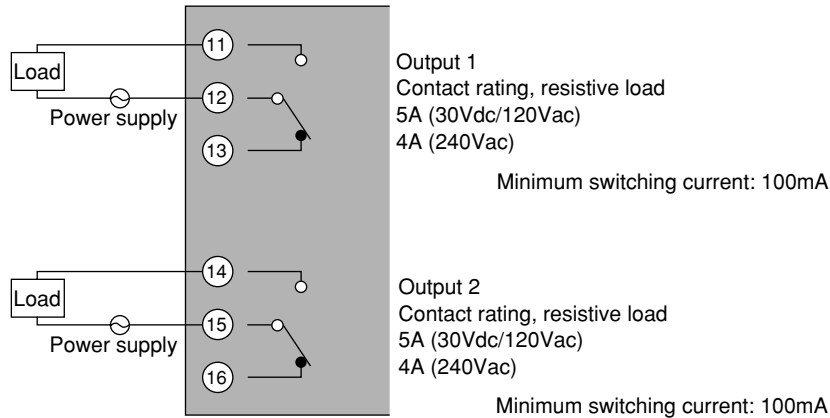 11
Load
12
Power supply
13
Output 1
Contact rating, resistive load
5A (30Vdc/120Vac)
4A (240Vac)
Minimum switching current: 100mA
14
Load
15
Power supply
16
Output 2
Contact rating, resistive load
5A (30Vdc/120Vac)
4A (240Vac)
Minimum switching current: 100mA